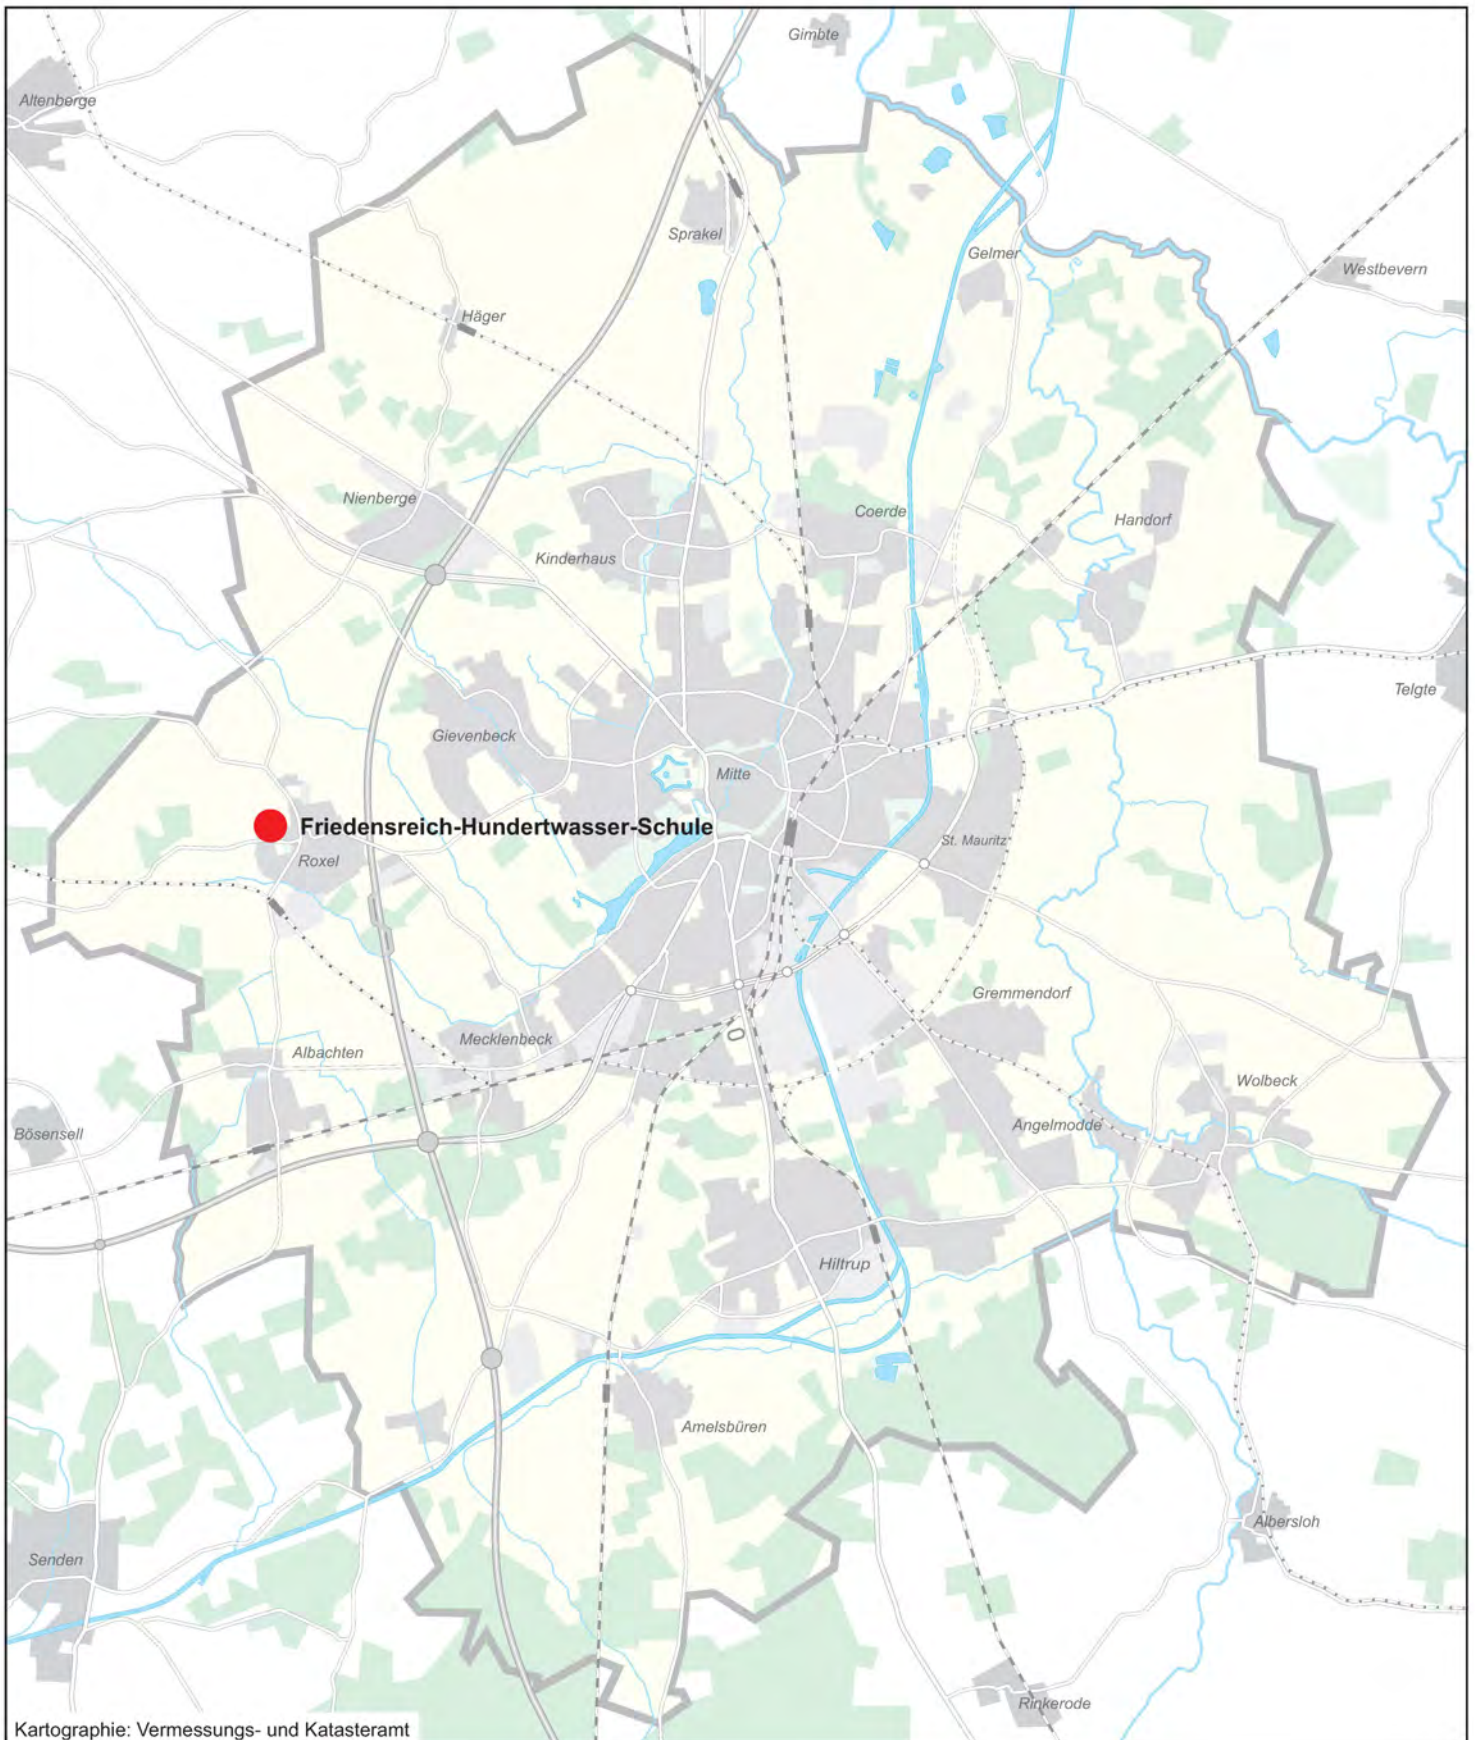 Gimbte
Altenberge
Sprakel
Gelmer
Westbevern
Häger
Nienberge
Coerde
Handorf
Kinderhaus
Telgte
Gievenbeck
Mitte
Friedensreich-Hundertwasser-Schule
St. Mauritz
Roxel
Gremmendorf
Mecklenbeck
Albachten
Wolbeck
Bösensell
Angelmodde
Hiltrup
Amelsbüren
Albersloh
Senden
Rinkerode
Kartographie: Vermessungs- und Katasteramt